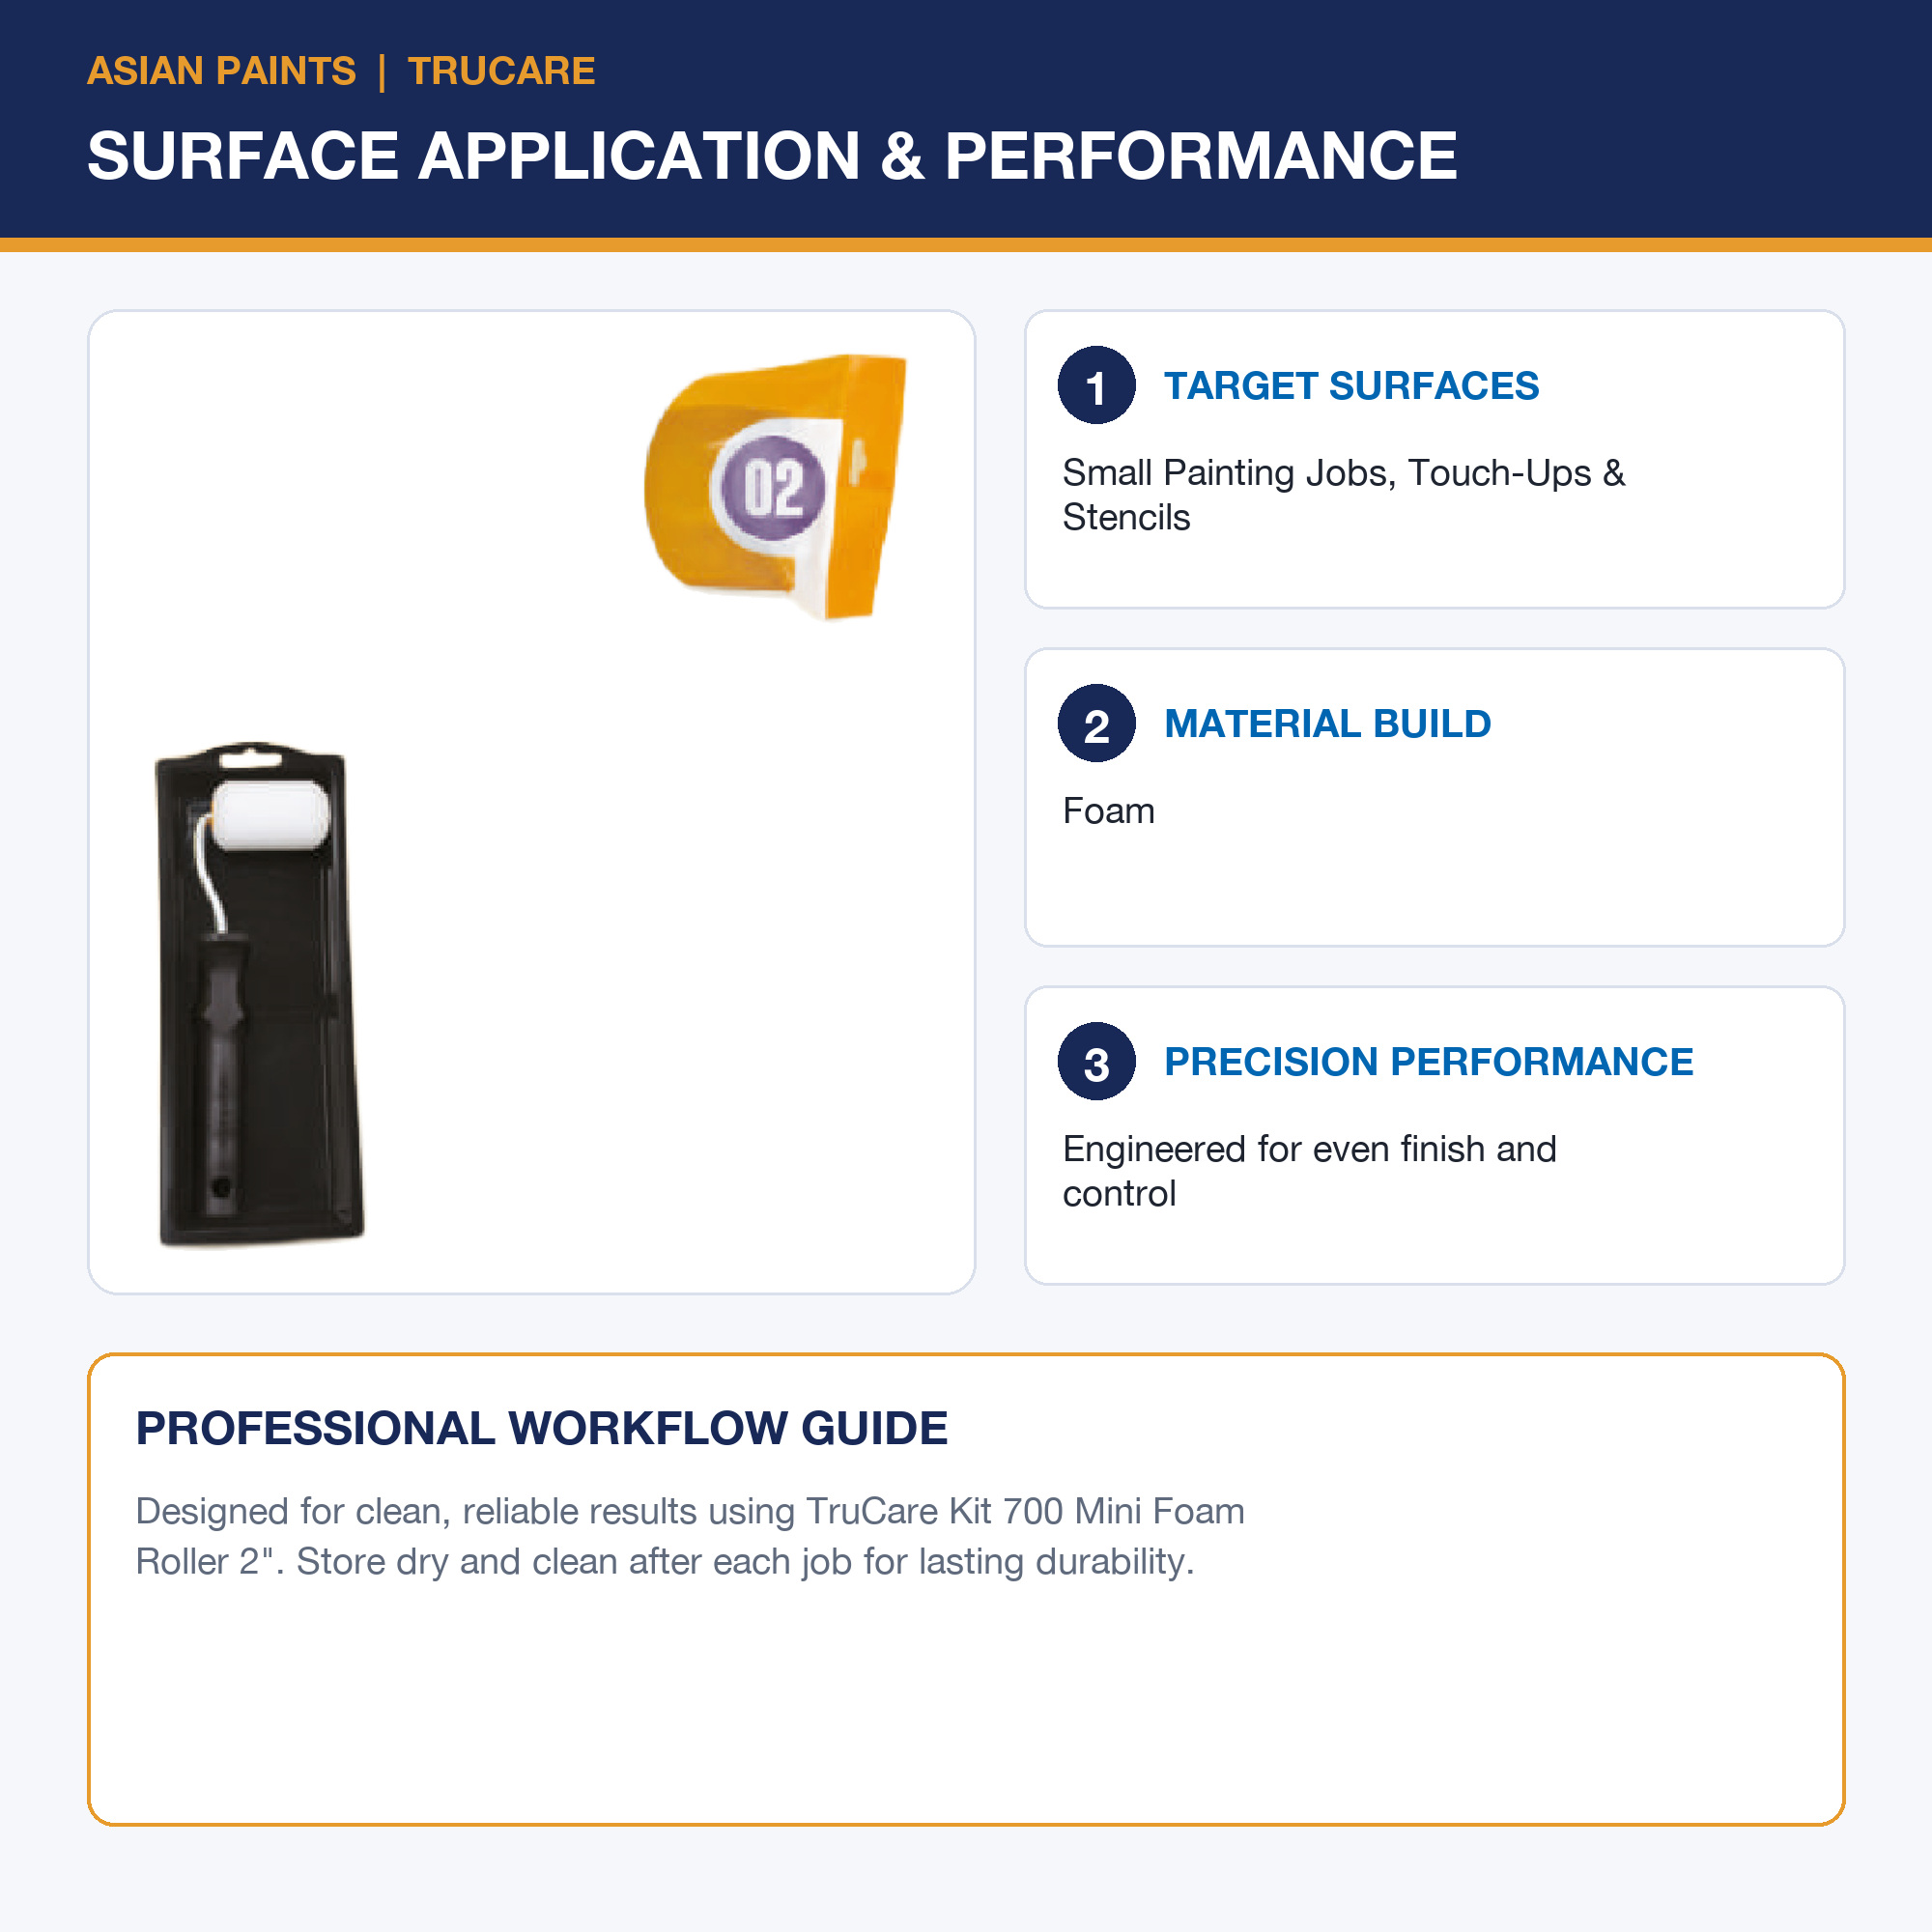 ASIAN PAINTS | TRUCARE
SURFACE APPLICATION & PERFORMANCE
02
1 TARGET SURFACES
Small Painting Jobs, Touch-Ups &
Stencils
2 MATERIAL BUILD
Foam
3 PRECISION PERFORMANCE
Engineered for even finish and
control
PROFESSIONAL WORKFLOW GUIDE
Designed for clean, reliable results using TruCare Kit 700 Mini Foam
Roller 2". Store dry and clean after each job for lasting durability.